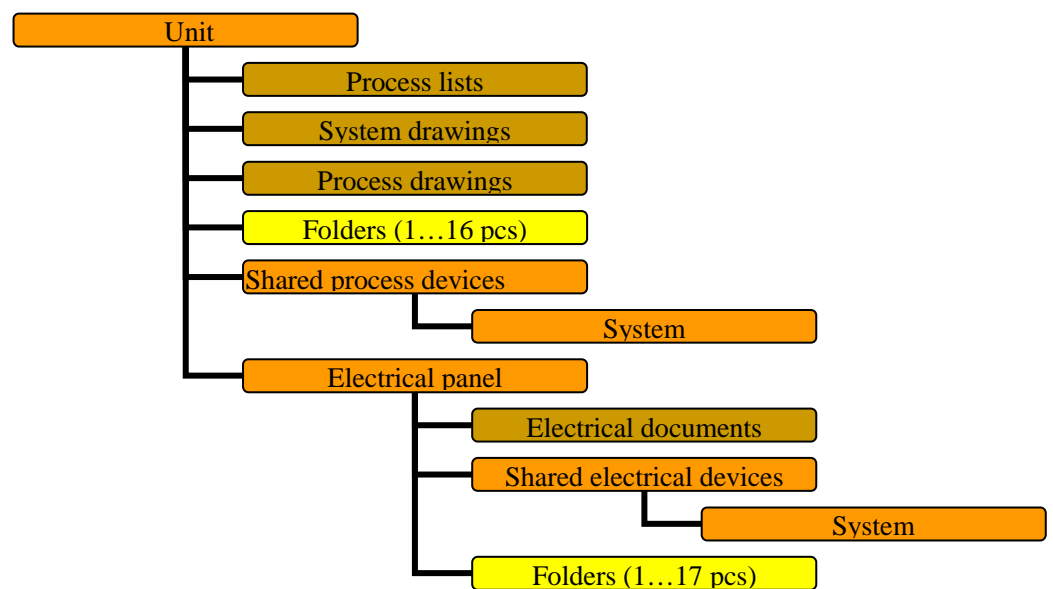 Unit
Process lists
System drawings
Process drawings
Folders (1…16 pcs)
Shared process devices
System
Electrical panel
Electrical documents
Shared electrical devices
System
Folders (1…17 pcs)